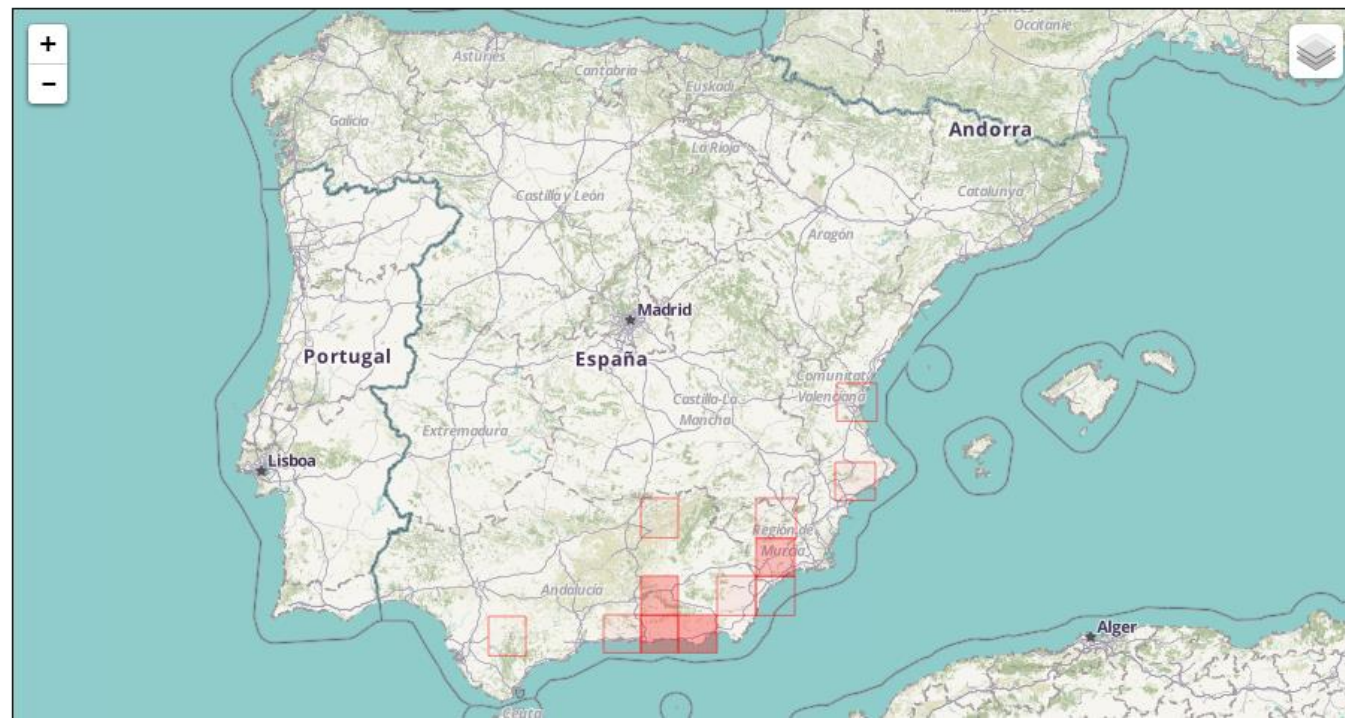 +
−
Occitanie
Asturies
Cantabria
Euskadi
Galicia
Andorra
La Rioja
Castilla y León
Catalunya
Aragón
Madrid
Portugal
España
Comunitat
Valenciana
Castilla-La
Mancha
Extremadura
Lisboa
Región de
Murcia
Andalucía
Alger
Ceuta